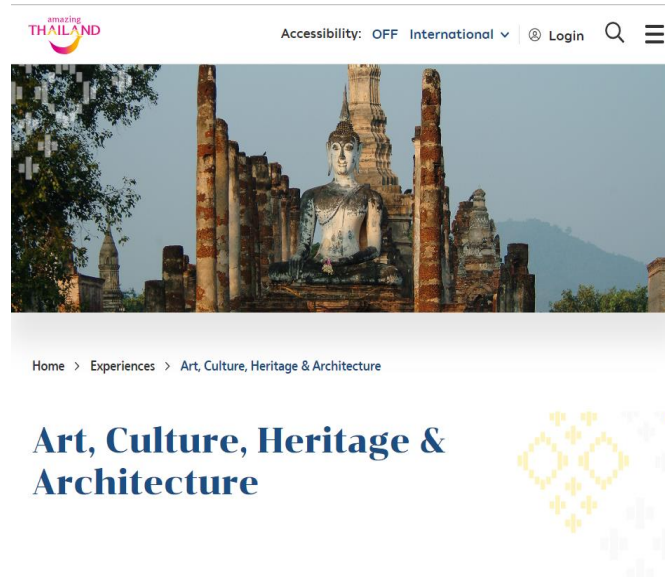 amazing
THAILAND
Accessibility: OFF International Login
Home > Experiences > Art, Culture, Heritage & Architecture
Art, Culture, Heritage &
Architecture